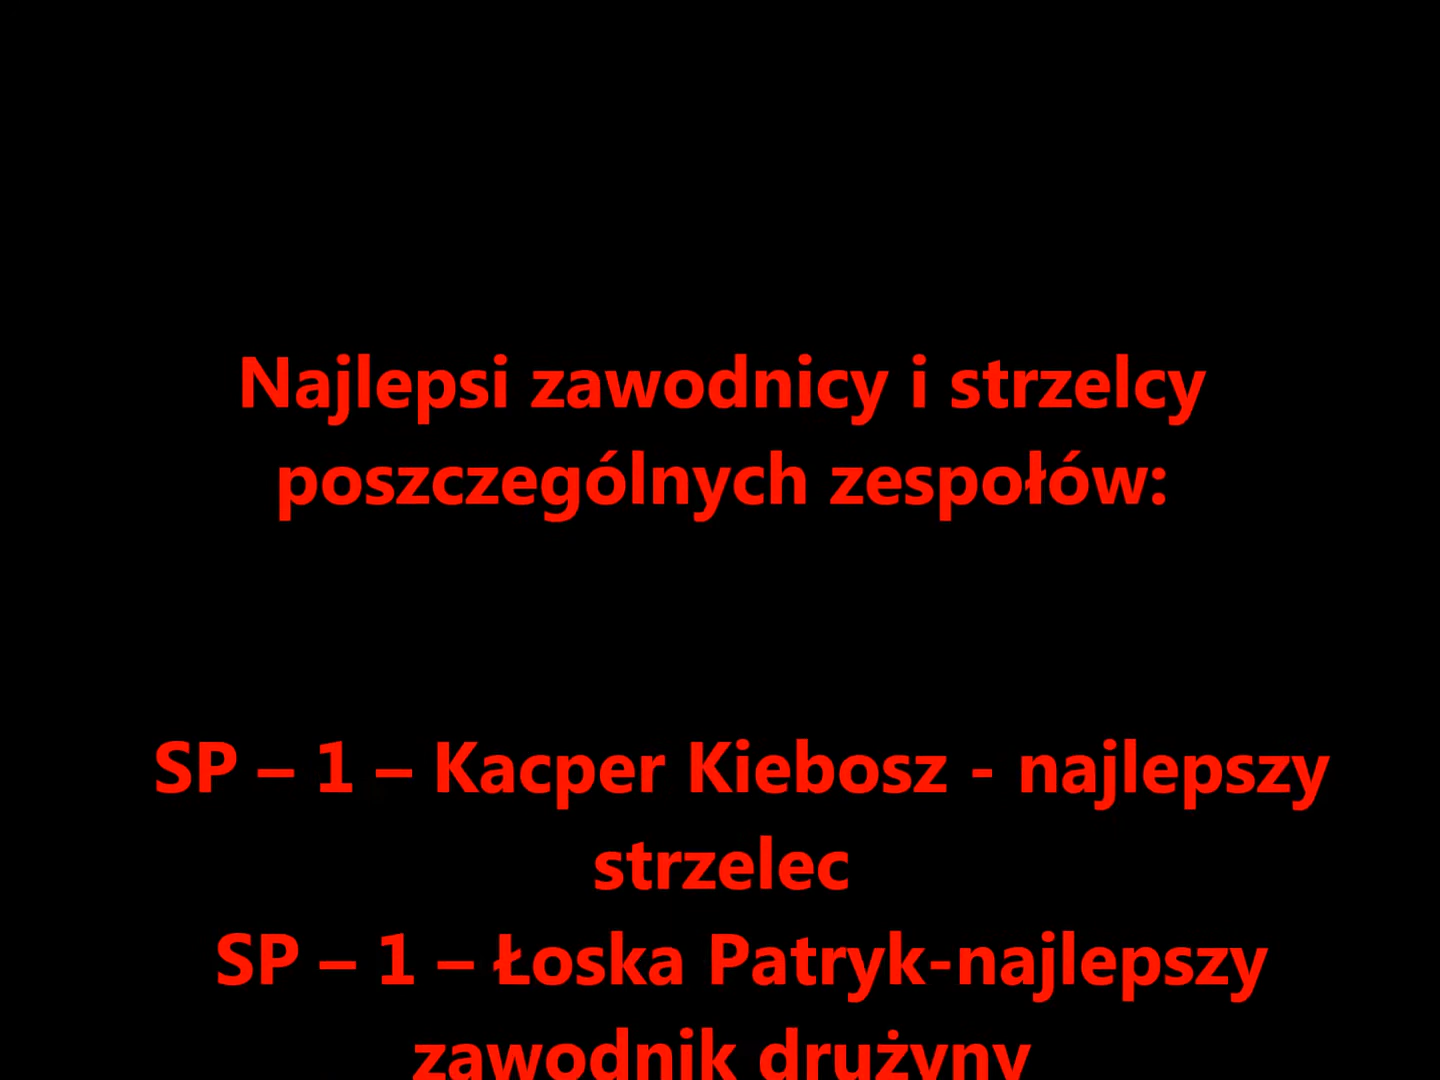 Najlepsi zawodnicy i strzelcy
poszczególnych zespołów:
SP – 1 – Kacper Kiebosz - najlepszy
strzelec
SP – 1 – Łoska Patryk-najlepszy
zawodnik drużyny